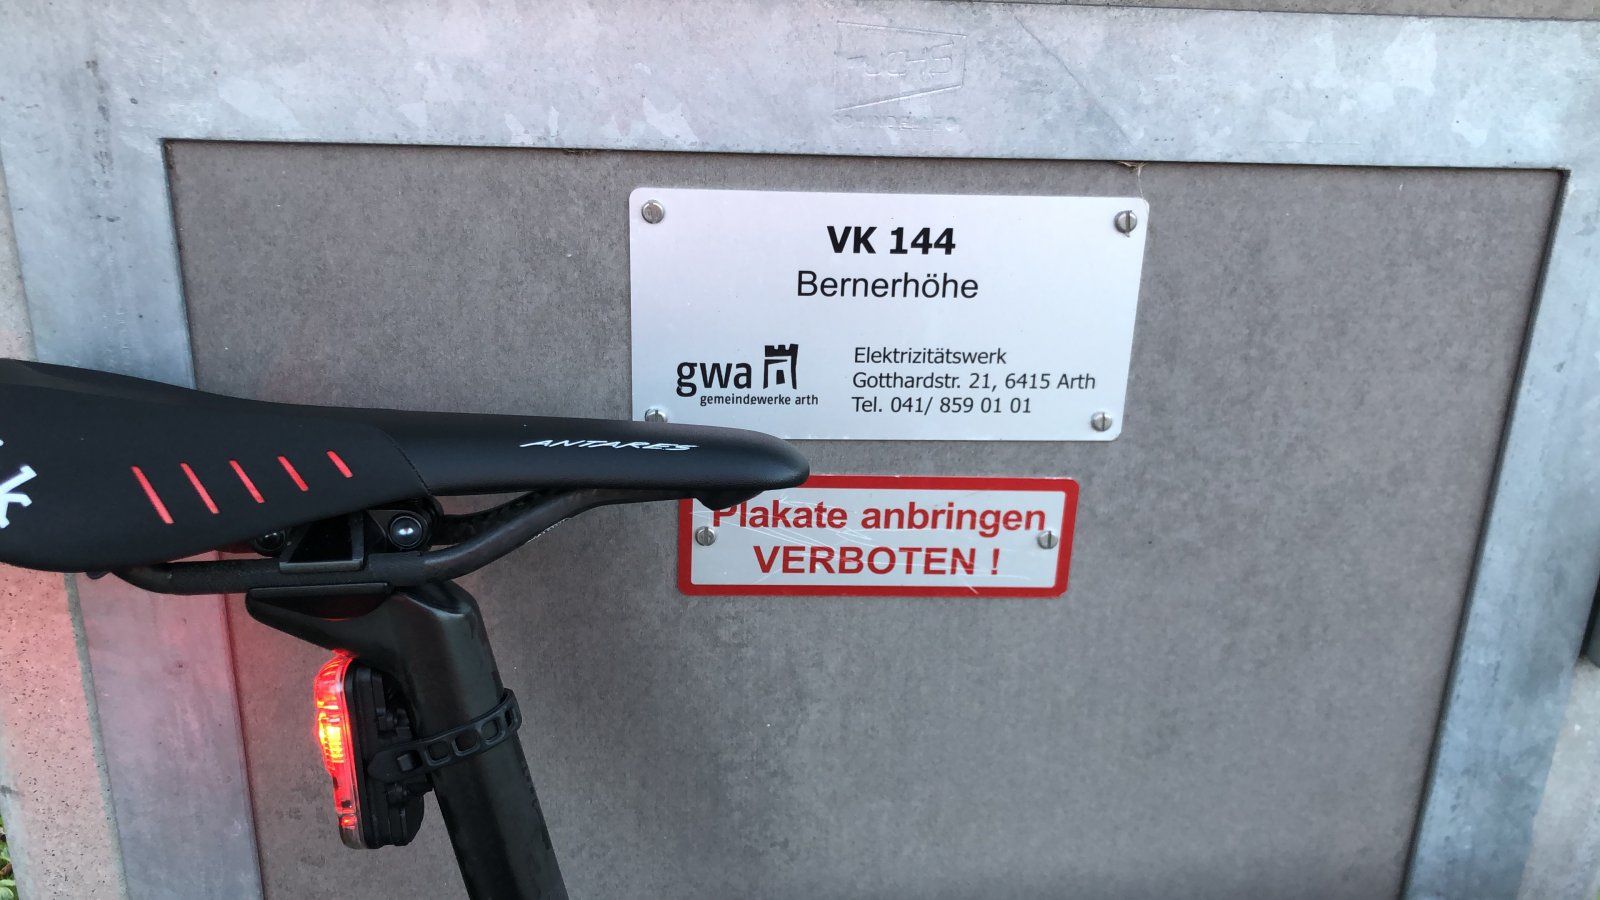 FUCHS
VK 144
Bernerhöhe
gwa
gemeindewerke arth
Elektrizitätswerk
Gotthardstr. 21, 6415 Arth
Tel. 041/ 859 01 01
ANTARES
Plakate anbringen
VERBOTEN !